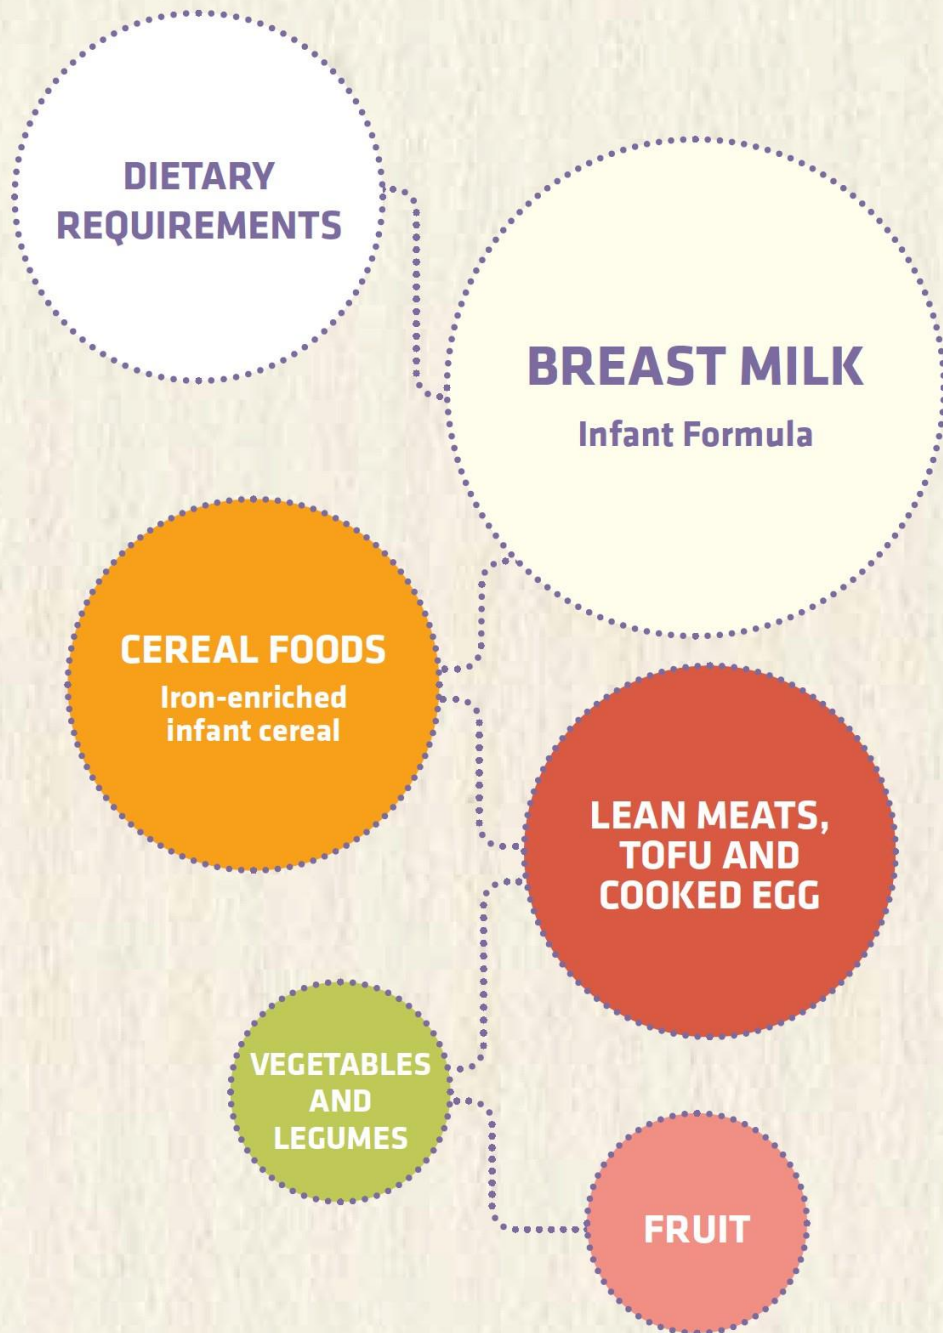 DIETARY
REQUIREMENTS
BREAST MILK
Infant Formula
CEREAL FOODS
Iron-enriched
infant cereal
LEAN MEATS,
TOFU AND
COOKED EGG
VEGETABLES
AND
LEGUMES
FRUIT